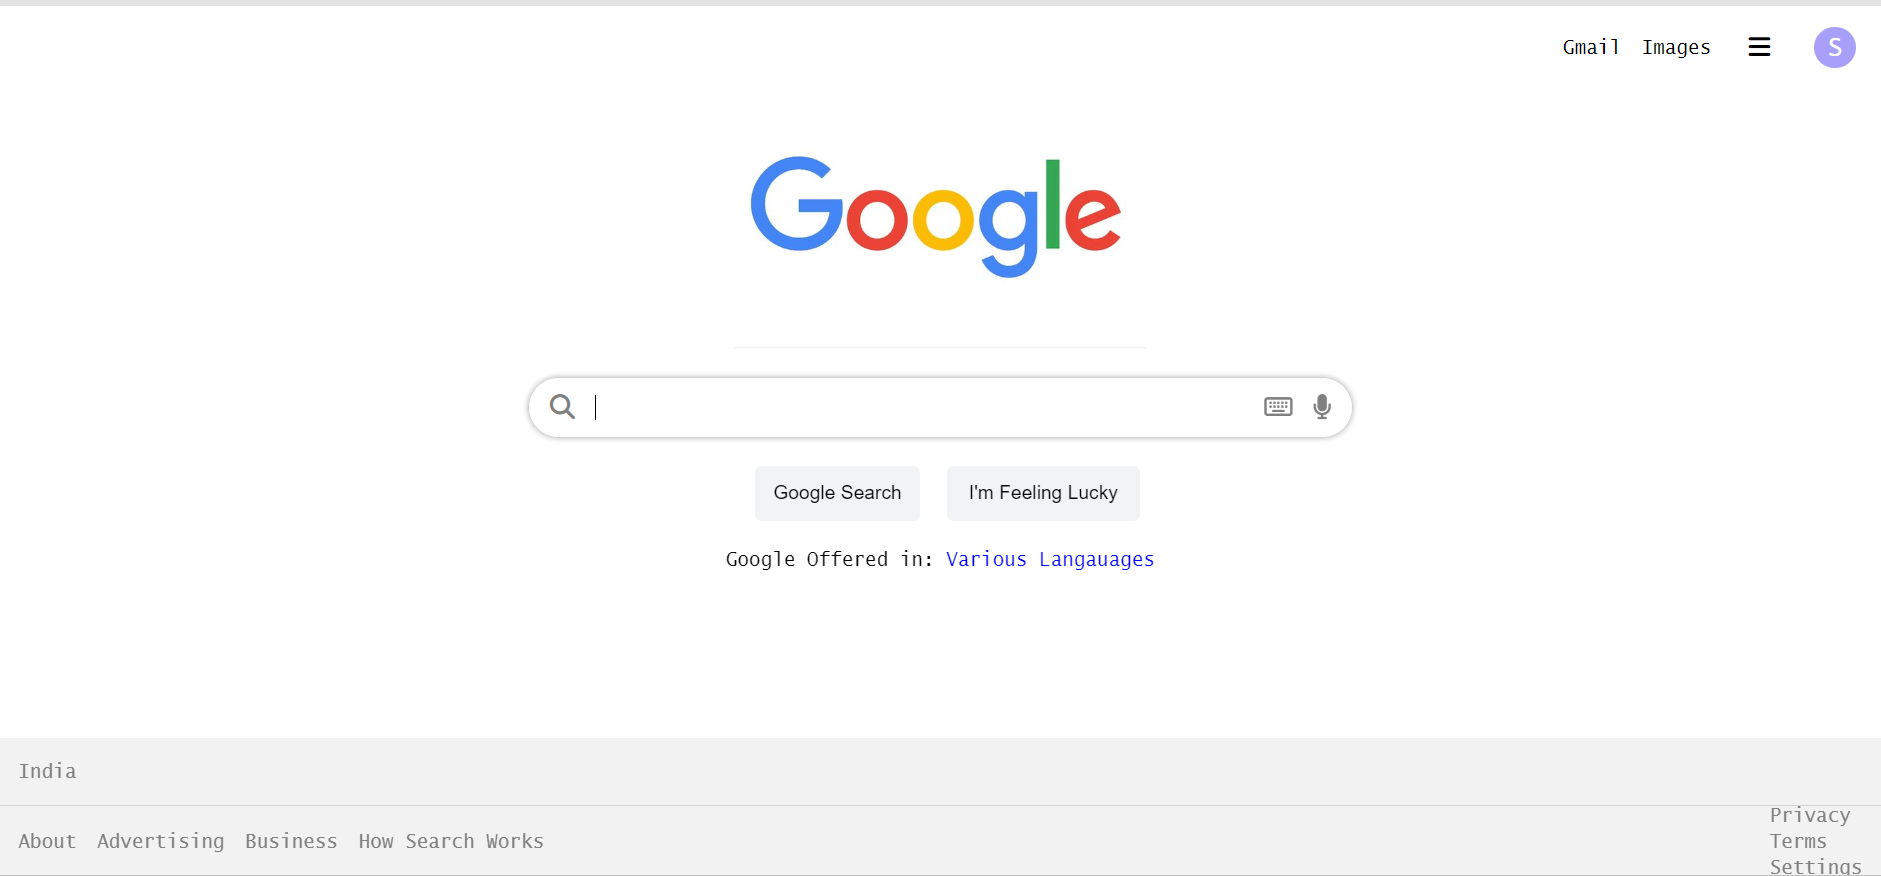 Gmail Images S
Google
Google Search I'm Feeling Lucky
Google Offered in: Various Langauages
India
About Advertising Business How Search Works
Privacy
Terms
Settings